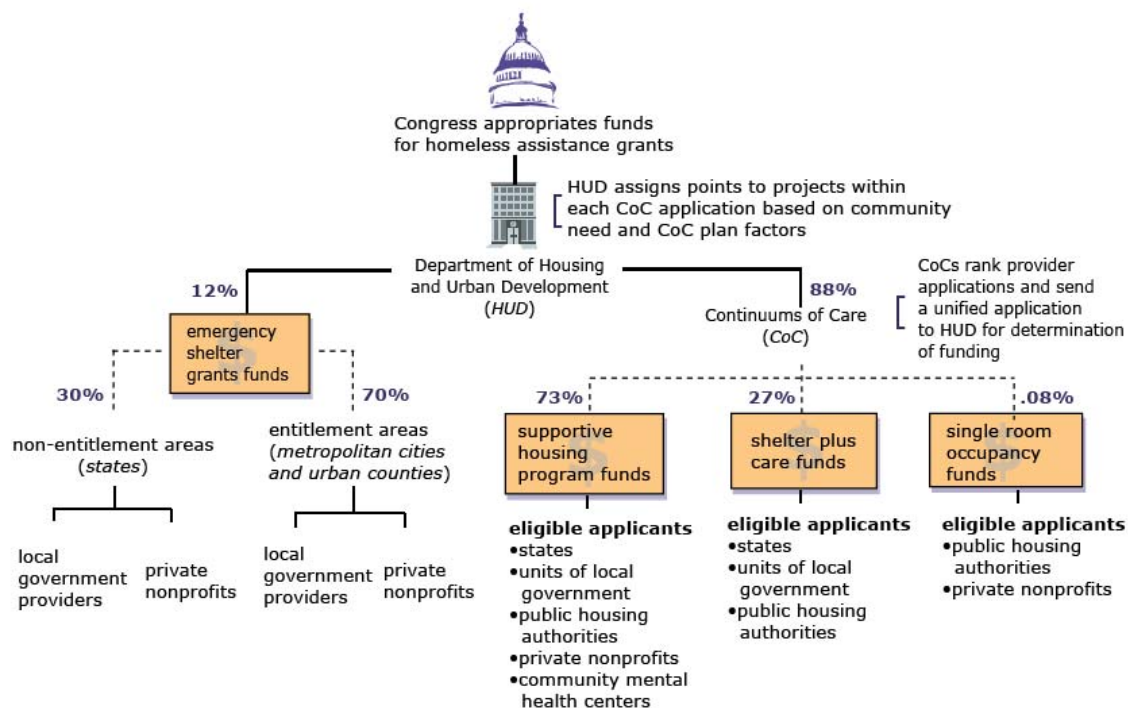 Congress appropriates funds
for homeless assistance grants
HUD assigns points to projects within
each CoC application based on community
need and CoC plan factors
Department of Housing
and Urban Development
(HUD)
12%
88%
Continuums of Care
(CoC)
CoCs rank provider
applications and send
a unified application
to HUD for determination
of funding
$
emergency
shelter
grants funds
30%
70%
non-entitlement areas
(states)
entitlement areas
(metropolitan cities
and urban counties)
local
government
providers
private
nonprofits
local
government
providers
private
nonprofits
73%
27%
.08%
$
supportive
housing
program funds
$
shelter plus
care funds
$
single room
occupancy
funds
eligible applicants
•states
•units of local
government
•public housing
authorities
•private nonprofits
•community mental
health centers
eligible applicants
•states
•units of local
government
•public housing
authorities
eligible applicants
•public housing
authorities
•private nonprofits